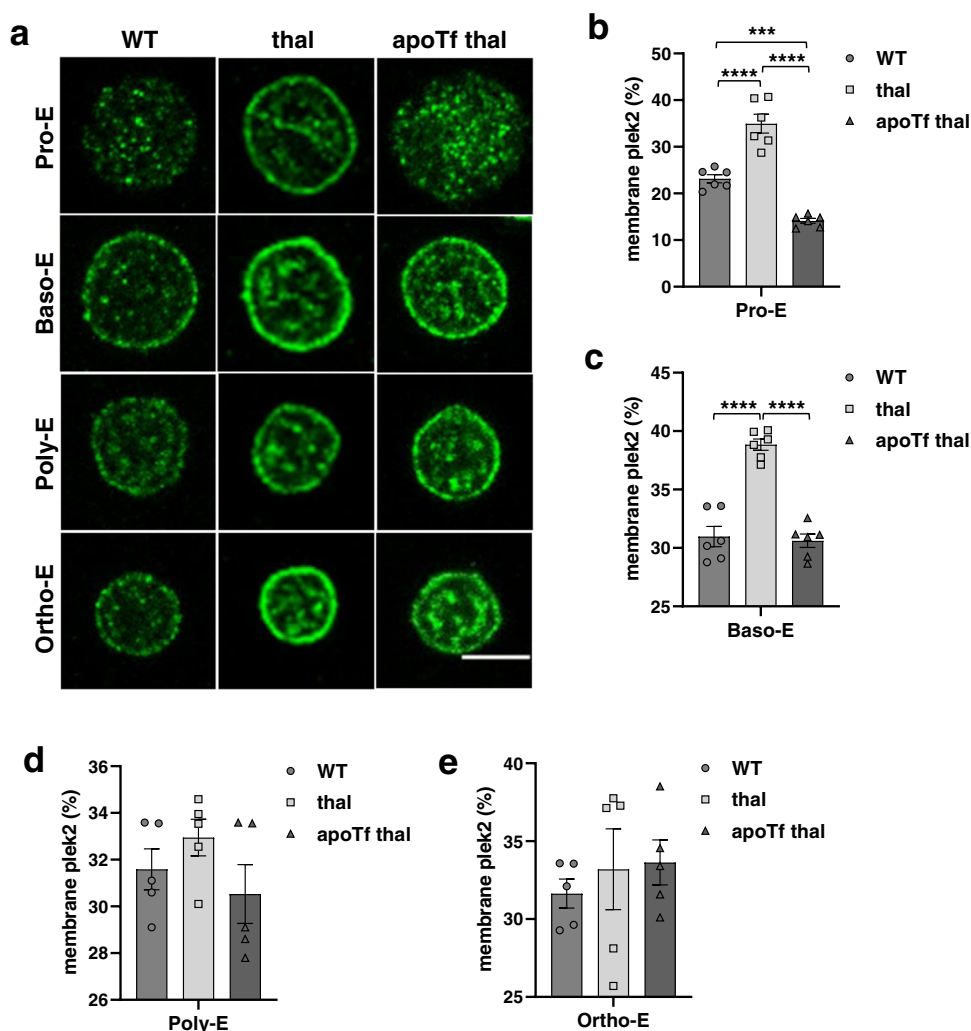 a
WT thal apoTf thal
Pro-E
Baso-E
Poly-E
Ortho-E
b
membrane plek2 (%)
50
40
30
20
10
0
*** 
**** ****
Pro-E
WT
thal
apoTf thal
c
membrane plek2 (%)
45
40
35
30
25
**** ****
Baso-E
WT
thal
apoTf thal
d
membrane plek2 (%)
36
34
32
30
28
26
Poly-E
WT
thal
apoTf thal
e
membrane plek2 (%)
40
35
30
25
Ortho-E
WT
thal
apoTf thal